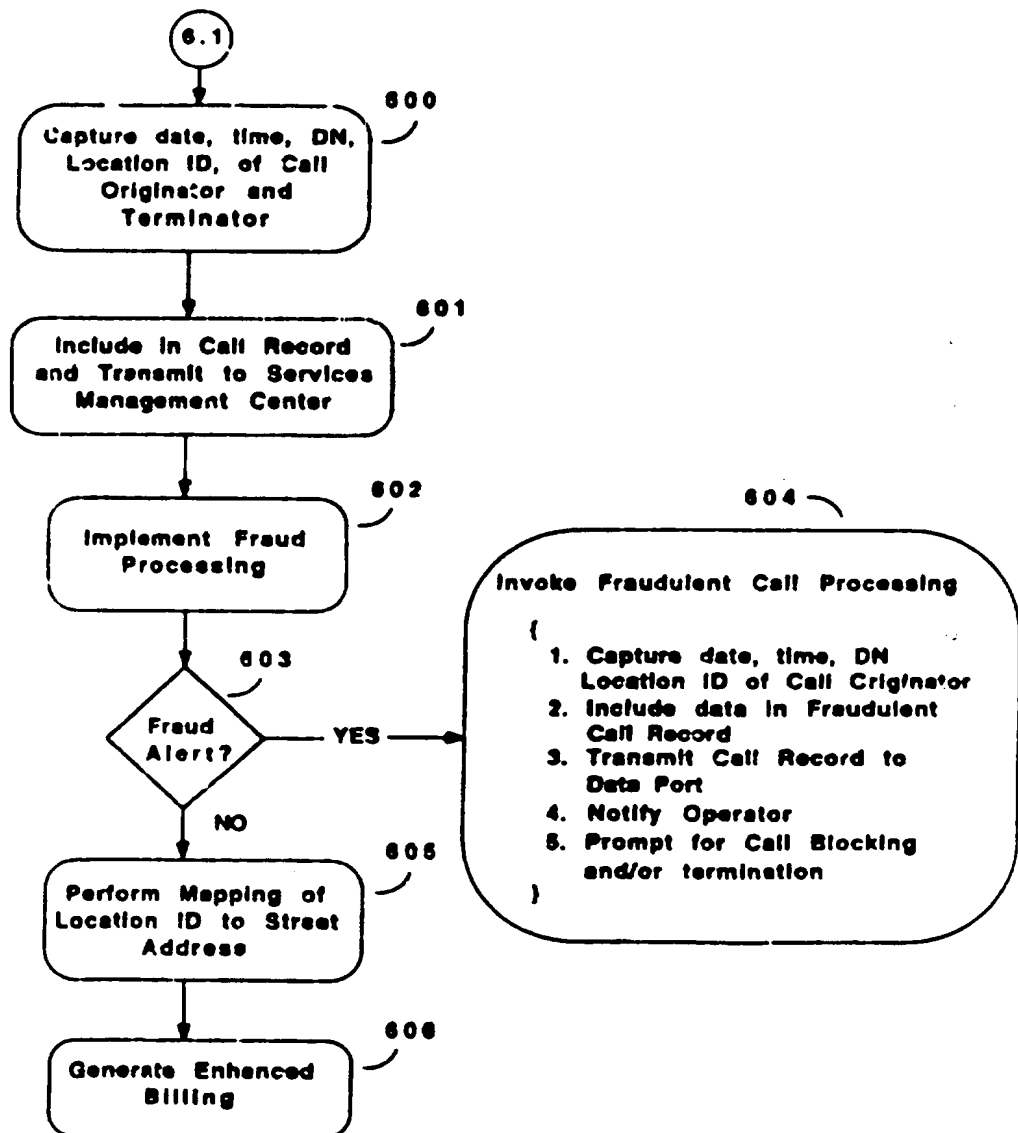 6.1
600
Capture date, time, DN,
Location ID, of Call
Originator and
Terminator
601
Include in Call Record
and Transmit to Services
Management Center
602
Implement Fraud
Processing
603
Fraud
Alert?
YES
NO
604
Invoke Fraudulent Call Processing
{
1. Capture date, time, DN
Location ID of Call Originator
2. Include data in Fraudulent
Call Record
3. Transmit Call Record to
Data Port
4. Notify Operator
5. Prompt for Call Blocking
and/or termination
}
605
Perform Mapping of
Location ID to Street
Address
606
Generate Enhanced
Billing